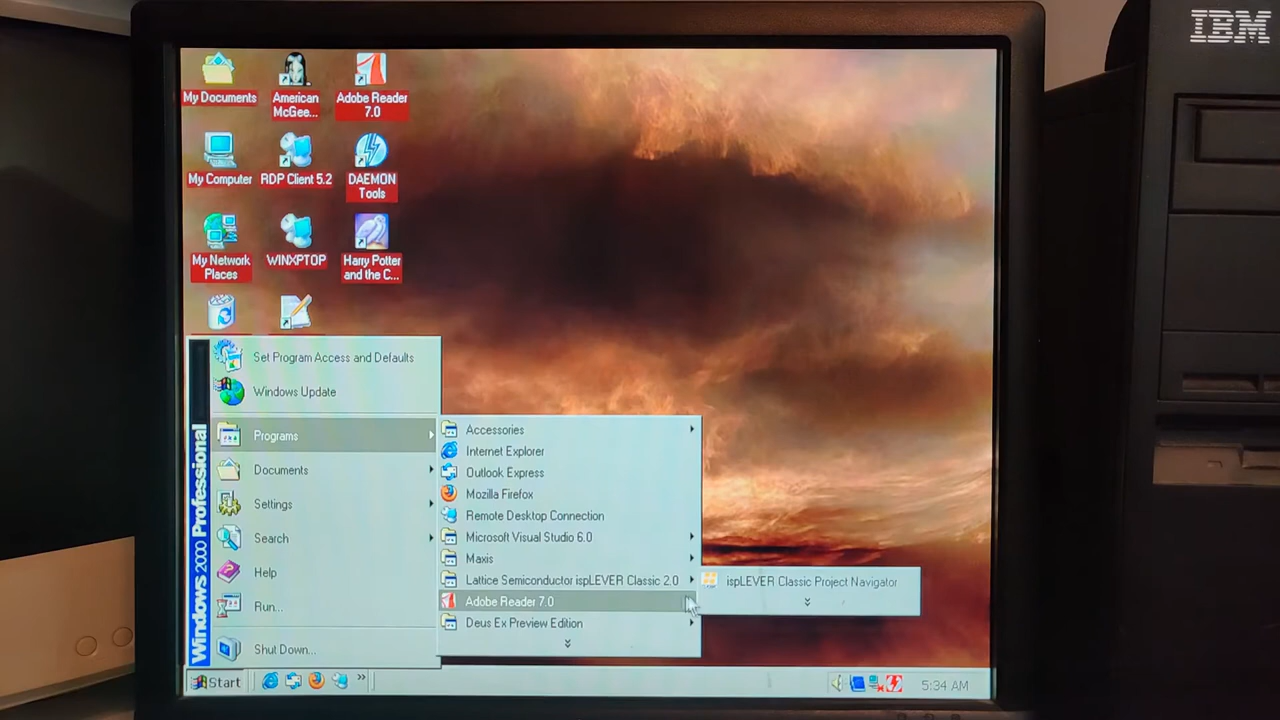 IBM
My Documents
American
McGee...
Adobe Reader
7.0
My Computer
RDP Client 5.2
DAEMON
Tools
My Network
Places
WINXPTOP
Harry Potter
and the C...
Set Program Access and Defaults
Windows Update
Programs
Documents
Settings
Search
Help
Run...
Shut Down...
Windows 2000 Professional
Accessories
Internet Explorer
Outlook Express
Mozilla Firefox
Remote Desktop Connection
Microsoft Visual Studio 6.0
Maxis
Lattice Semiconductor ispLEVER Classic 2.0
Adobe Reader 7.0
Deus Ex Preview Edition
ispLEVER Classic Project Navigator
Start
5:34 AM